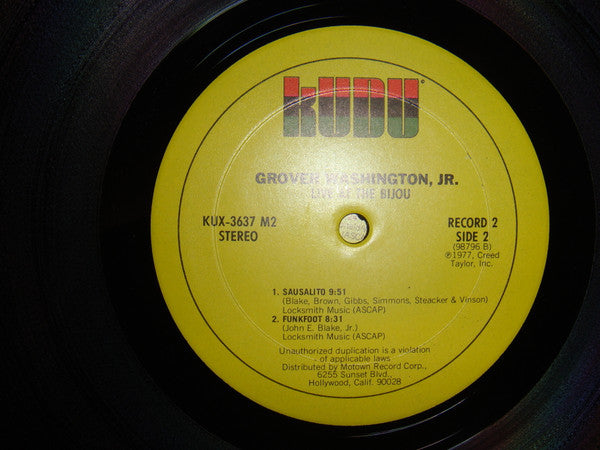 KUDU
GROVER WASHINGTON, JR.
LIVE AT THE BIJOU
KUX-3637 M2
STEREO
RECORD 2
SIDE 2
(98796 B)
℗1977, Creed
Taylor, Inc.
1. SAUSALITO 9:51
(Blake, Brown, Gibbs, Simmons, Steacker & Vinson)
Locksmith Music (ASCAP)
2. FUNKFOOT 8:31
(John E. Blake, Jr.)
Locksmith Music (ASCAP)
Unauthorized duplication is a violation
of applicable laws
Distributed by Motown Record Corp.,
6255 Sunset Blvd.,
Hollywood, Calif. 90028